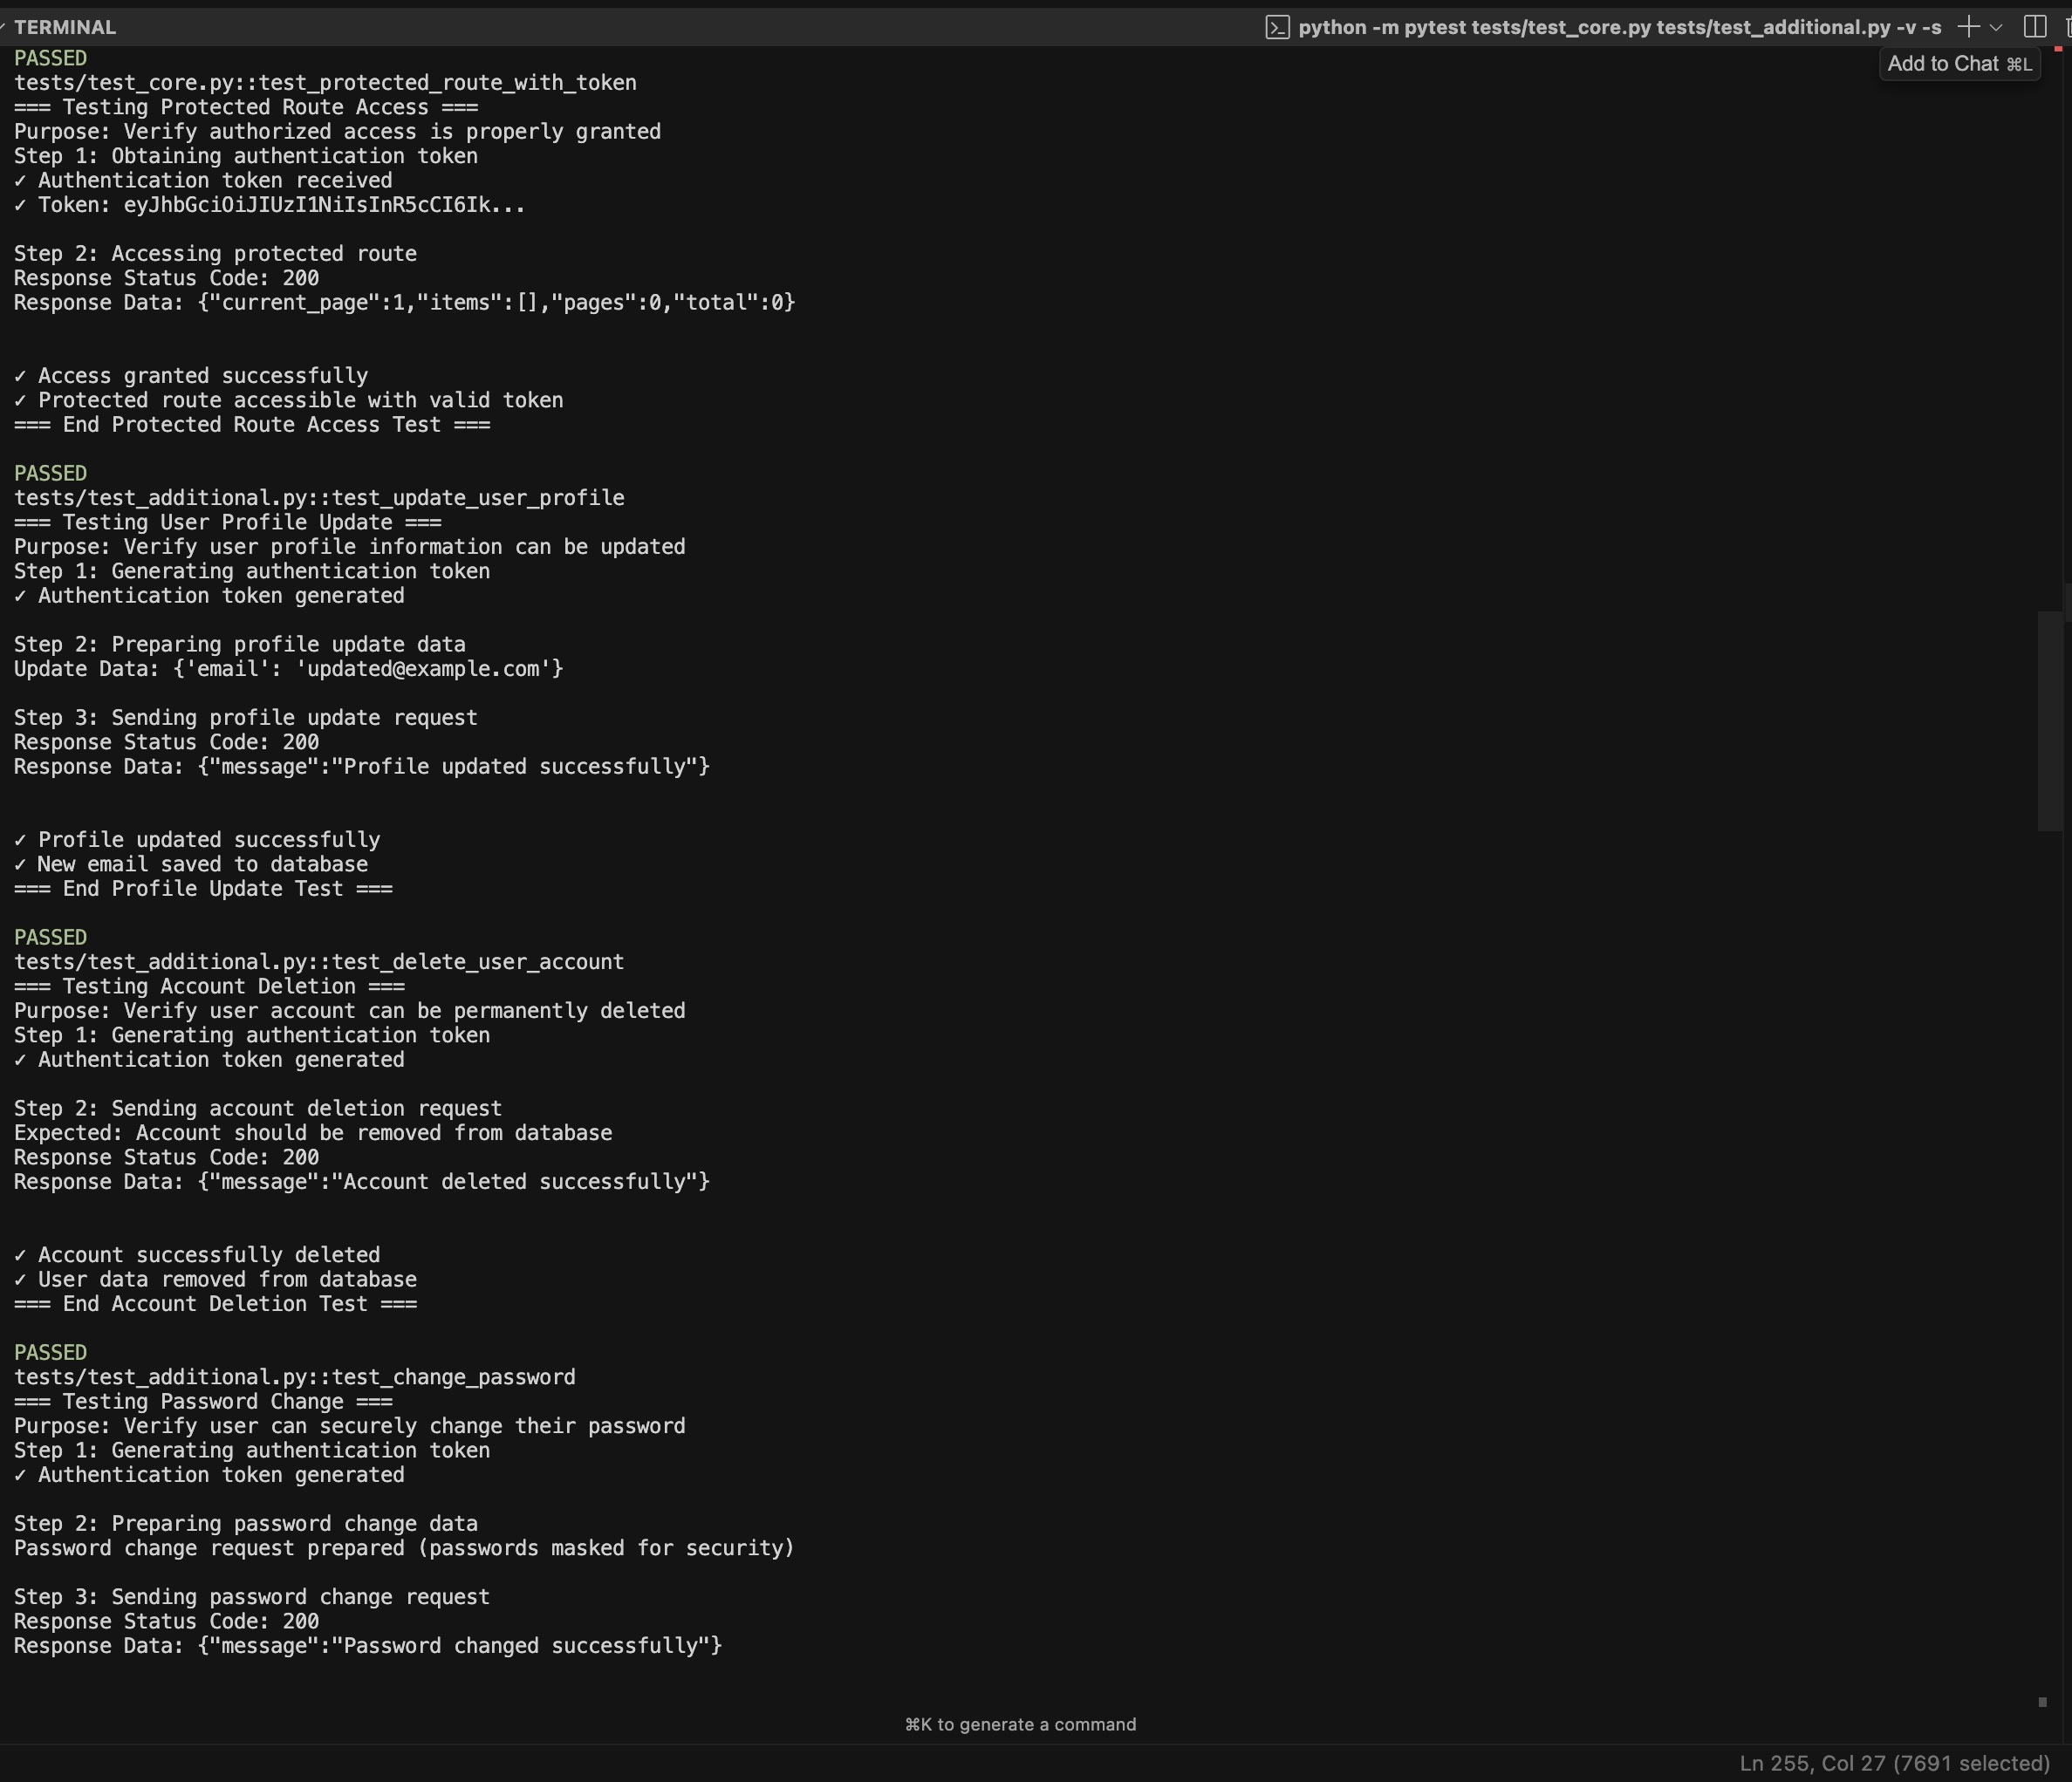 TERMINAL
python -m pytest tests/test_core.py tests/test_additional.py -v -s
Add to Chat ⌘L
PASSED
tests/test_core.py::test_protected_route_with_token
=== Testing Protected Route Access ===
Purpose: Verify authorized access is properly granted
Step 1: Obtaining authentication token
✓ Authentication token received
✓ Token: eyJhbGciOiJIUzI1NiIsInR5cCI6Ik...
Step 2: Accessing protected route
Response Status Code: 200
Response Data: {"current_page":1,"items":[],"pages":0,"total":0}
✓ Access granted successfully
✓ Protected route accessible with valid token
=== End Protected Route Access Test ===
PASSED
tests/test_additional.py::test_update_user_profile
=== Testing User Profile Update ===
Purpose: Verify user profile information can be updated
Step 1: Generating authentication token
✓ Authentication token generated
Step 2: Preparing profile update data
Update Data: {'email': 'updated@example.com'}
Step 3: Sending profile update request
Response Status Code: 200
Response Data: {"message":"Profile updated successfully"}
✓ Profile updated successfully
✓ New email saved to database
=== End Profile Update Test ===
PASSED
tests/test_additional.py::test_delete_user_account
=== Testing Account Deletion ===
Purpose: Verify user account can be permanently deleted
Step 1: Generating authentication token
✓ Authentication token generated
Step 2: Sending account deletion request
Expected: Account should be removed from database
Response Status Code: 200
Response Data: {"message":"Account deleted successfully"}
✓ Account successfully deleted
✓ User data removed from database
=== End Account Deletion Test ===
PASSED
tests/test_additional.py::test_change_password
=== Testing Password Change ===
Purpose: Verify user can securely change their password
Step 1: Generating authentication token
✓ Authentication token generated
Step 2: Preparing password change data
Password change request prepared (passwords masked for security)
Step 3: Sending password change request
Response Status Code: 200
Response Data: {"message":"Password changed successfully"}
⌘K to generate a command
Ln 255, Col 27 (7691 selected)